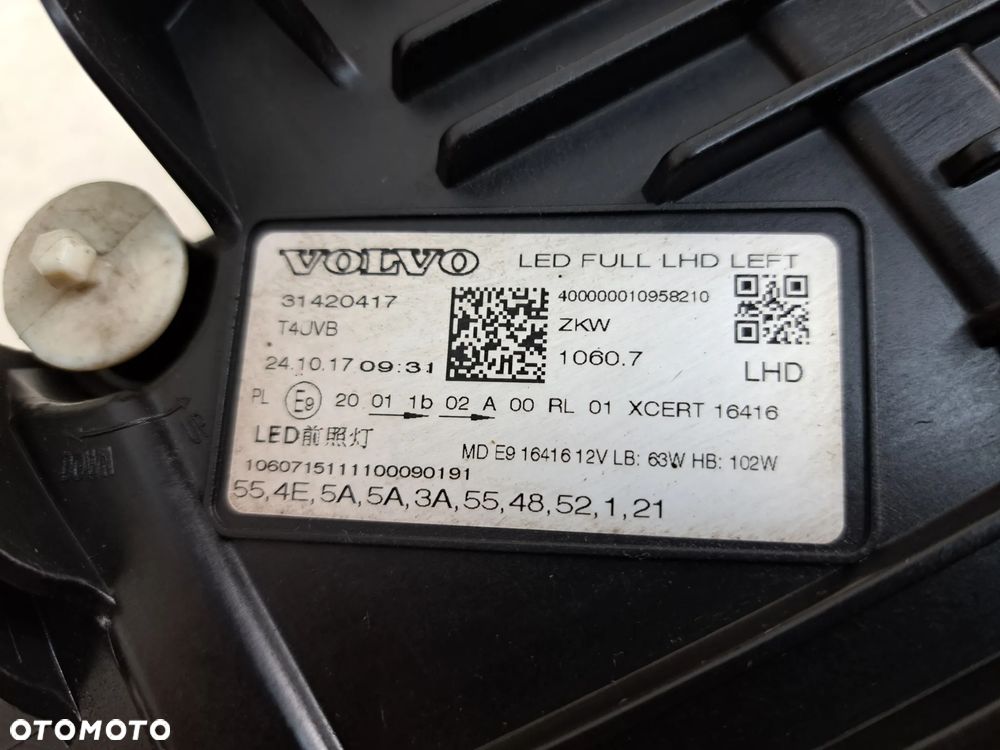 VOLVO LED FULL LHD LEFT
31420417 400000010958210
T4JVB ZKW
24.10.17 09:31 1060.7 LHD
PL E9 20 01 1b 02 A 00 RL 01 XCERT 16416
LED前照灯 MD E9 16416 12V LB: 63W HB: 102W
1060715111100090191
55,4E,5A,5A,3A,55,48,52,1,21
OTOMOTO